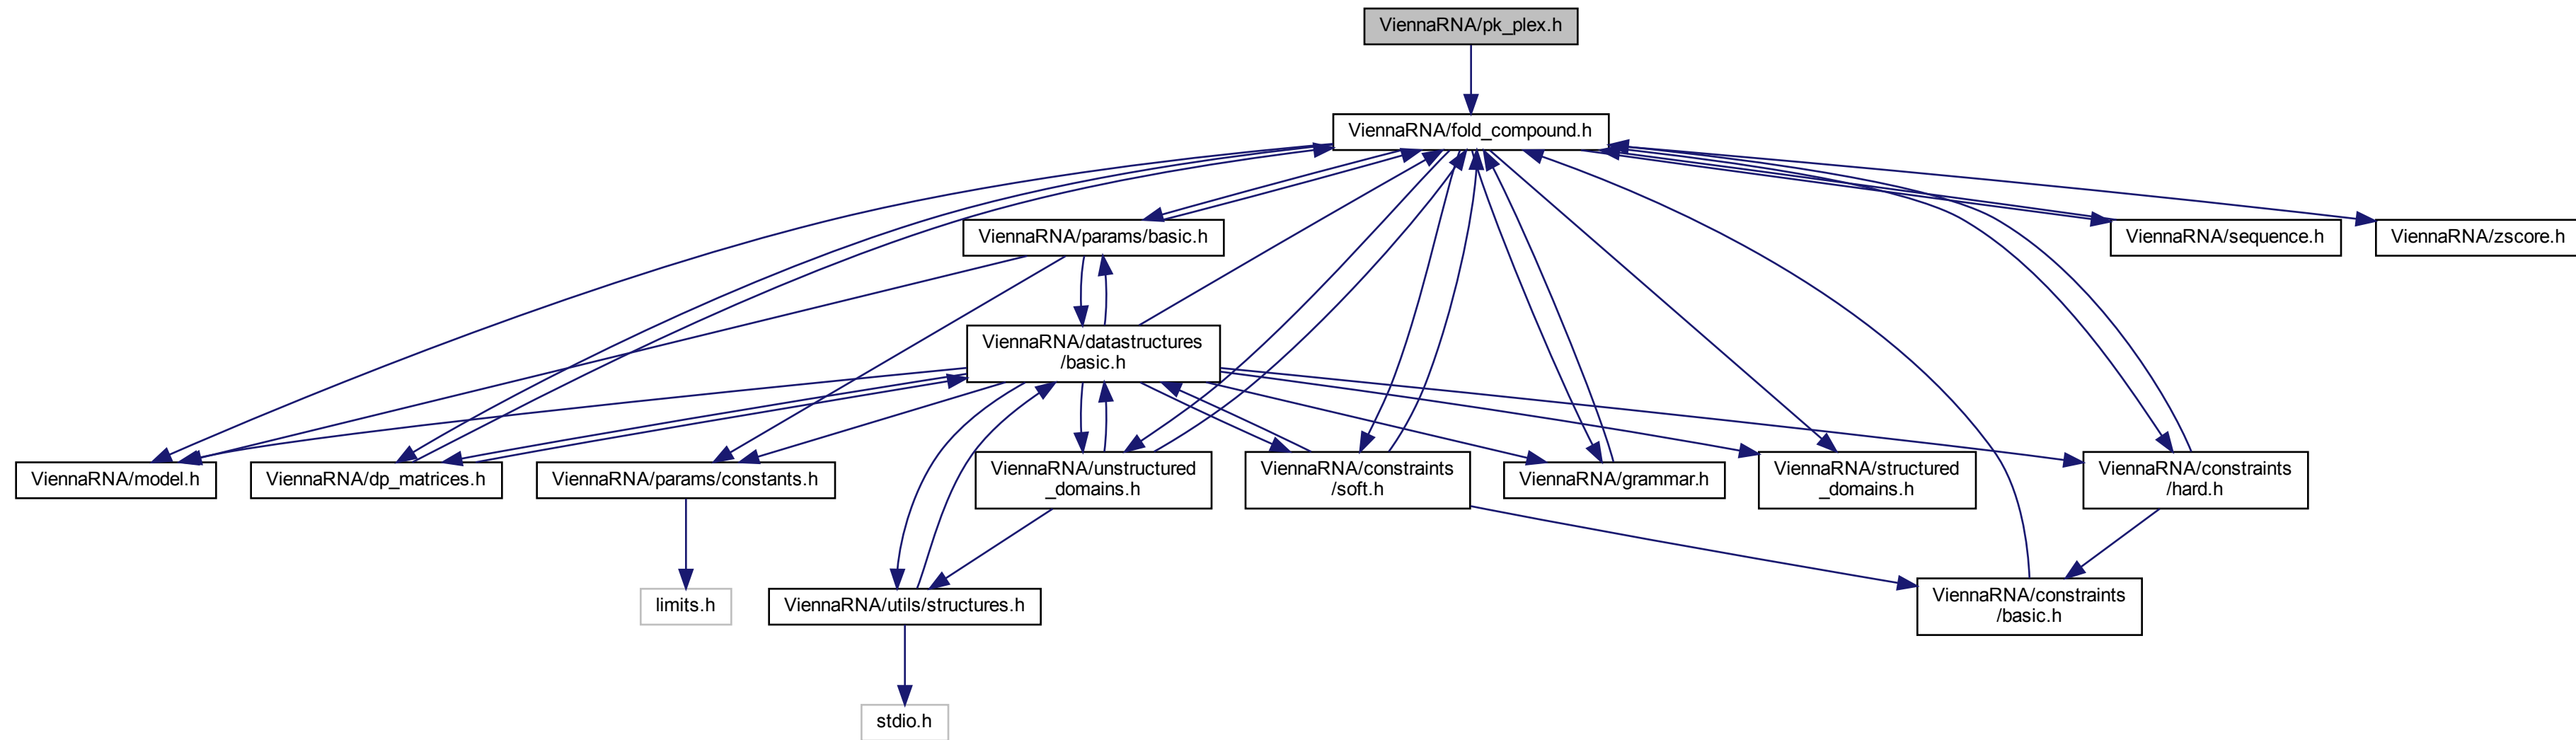 ViennaRNA/pk_plex.h
ViennaRNA/fold_compound.h
ViennaRNA/params/basic.h
ViennaRNA/sequence.h
ViennaRNA/zscore.h
ViennaRNA/datastructures
/basic.h
ViennaRNA/model.h
ViennaRNA/dp_matrices.h
ViennaRNA/params/constants.h
ViennaRNA/unstructured
_domains.h
ViennaRNA/constraints
/soft.h
ViennaRNA/grammar.h
ViennaRNA/structured
_domains.h
ViennaRNA/constraints
/hard.h
limits.h
ViennaRNA/utils/structures.h
ViennaRNA/constraints
/basic.h
stdio.h